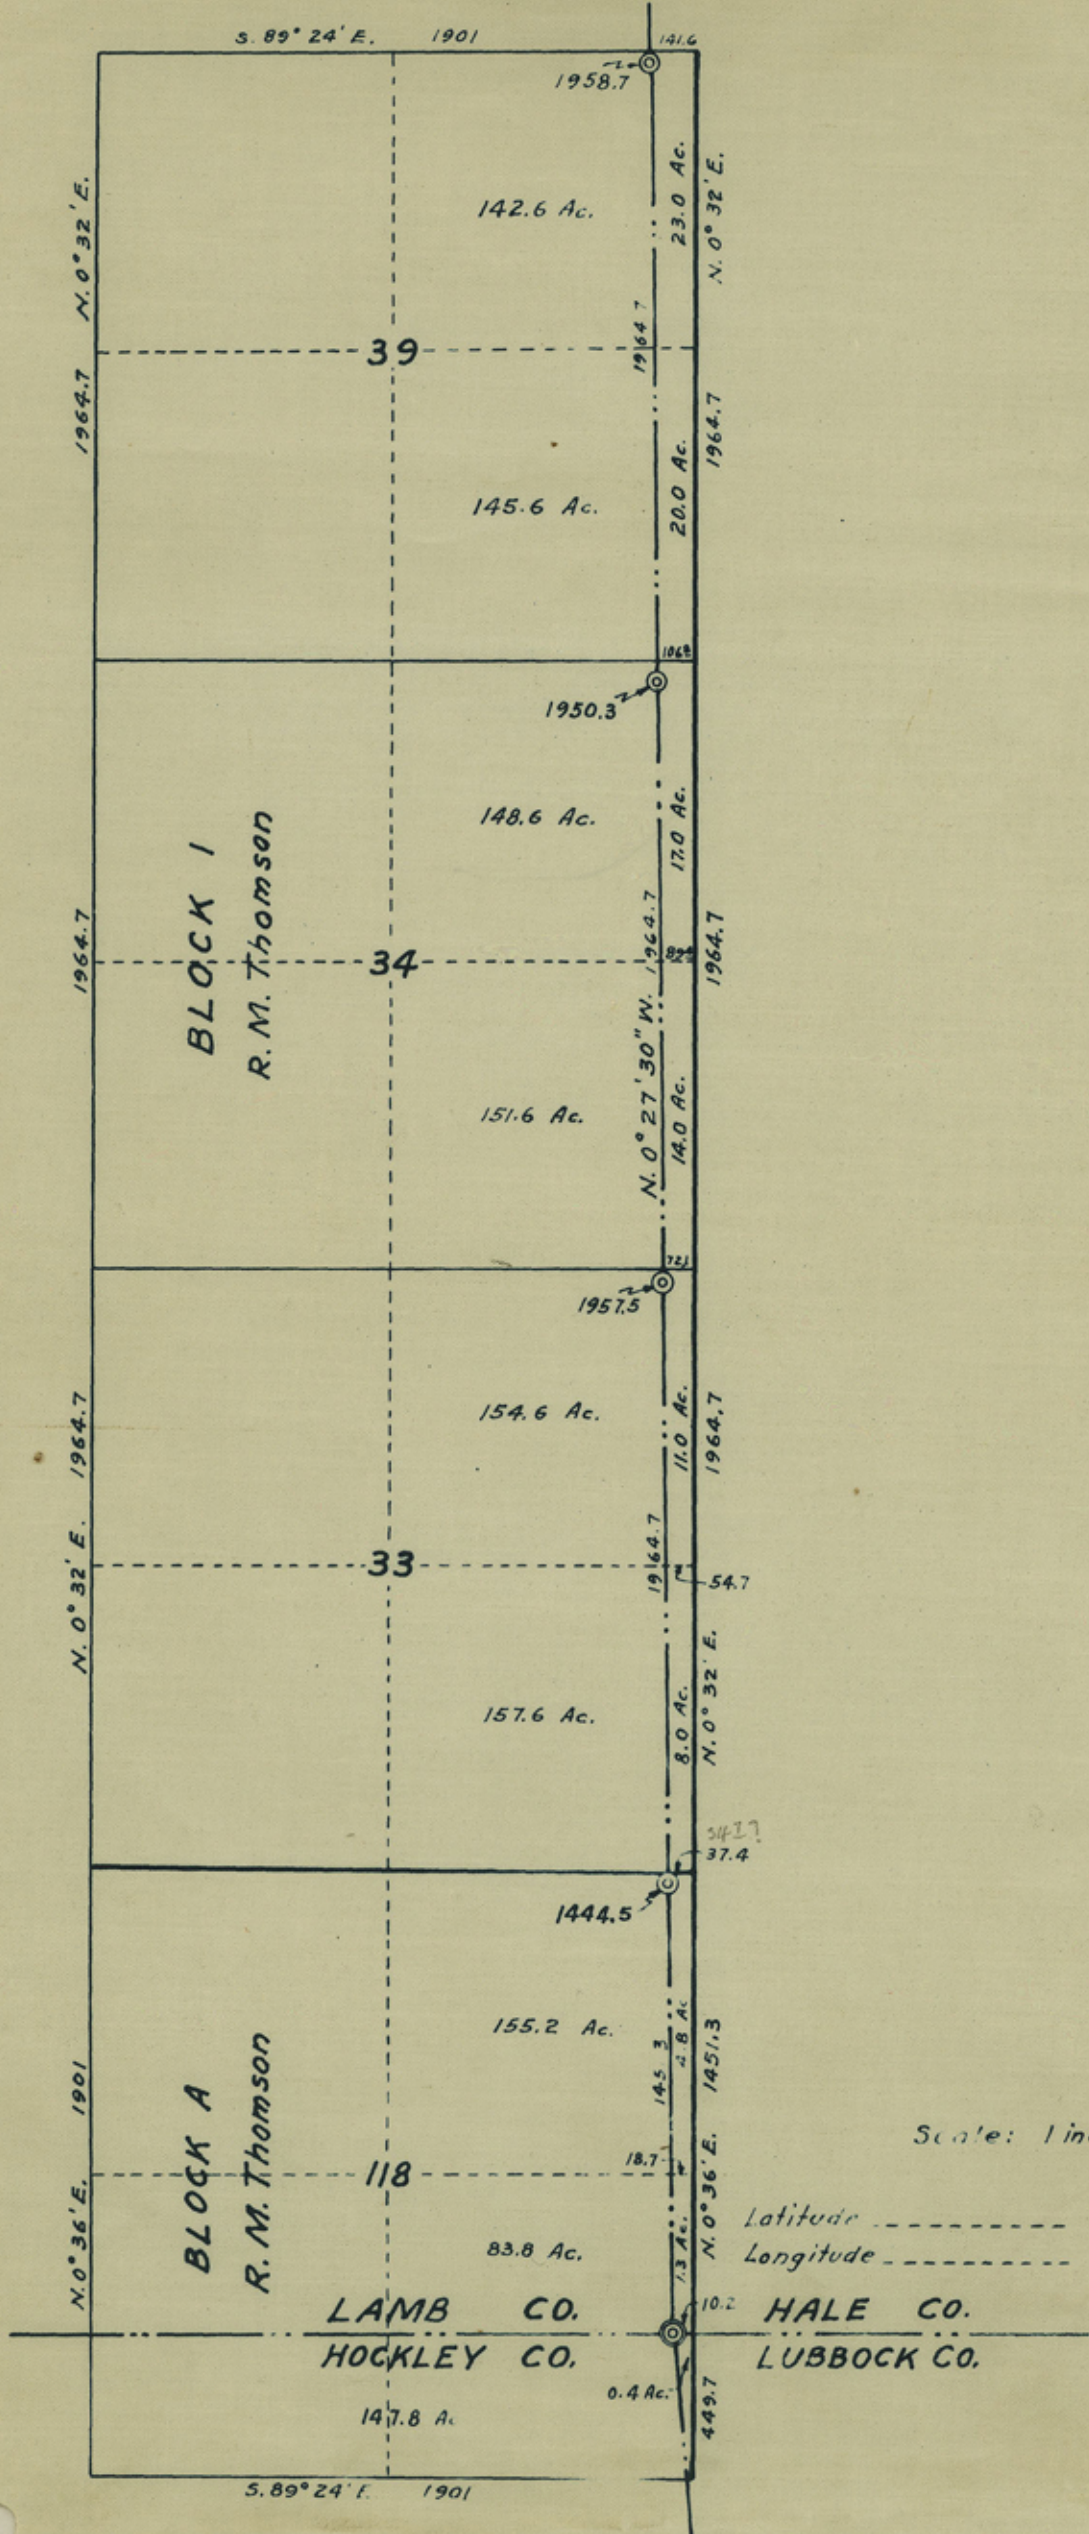 S. 89° 24' E. 1901
141.6
1958.7
N. 0° 32' E.
1964.7
142.6 Ac.
23.0 Ac.
N. 0° 32' E.
39
1964.7
1964.7
145.6 Ac.
20.0 Ac.
1950.3
BLOCK 1
R. M. Thomson
148.6 Ac.
17.0 Ac.
1964.7
34
N. 0° 27' 30" W. 1964.7
1964.7
151.6 Ac.
14.0 Ac.
1957.5
154.6 Ac.
11.0 Ac.
N. 0° 32' E. 1964.7
33
1964.7
1964.7
54.7
157.6 Ac.
8.0 Ac.
N. 0° 32' E.
37.4
1444.5
155.2 Ac.
N. 0° 36' E. 1901
BLOCK A
R. M. Thomson
118
18.7
N. 0° 36' E. 1451.3
Scale: 1 in
Latitude
Longitude
83.8 Ac.
1.3 Ac.
10.2
LAMB CO. HALE CO.
HOCKLEY CO. LUBBOCK CO.
0.4 Ac.
449.7
147.8 Ac
S. 89° 24' E. 1901